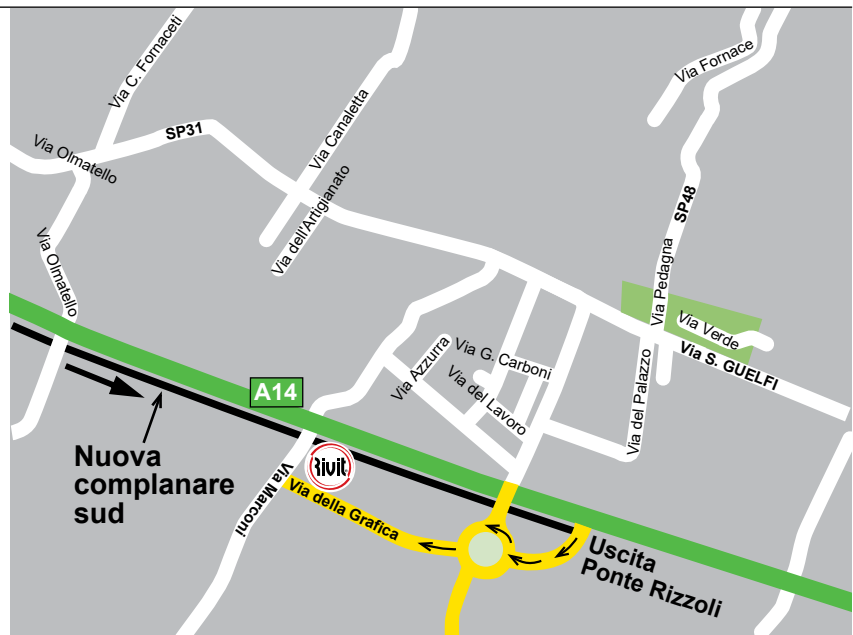 Via C. Fornaceti
Via Fornace
SP31
Via Canaletta
Via Olmatello
Via dell'Artigianato
SP48
Via Olmatello
Via Pedagna
Via Verde
Via G. Carboni
Via Azzurra
Via S. GUELFI
Via del Lavoro
Via del Palazzo
A14
Nuova
complanare
sud
Rivit
Via Marconi
Via della Grafica
Uscita
Ponte Rizzoli